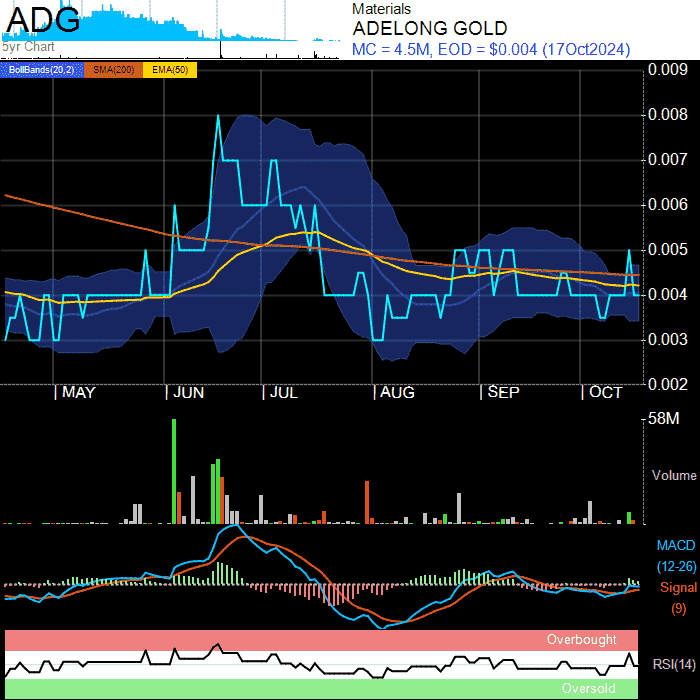 ADG
5yr Chart
Materials
ADELONG GOLD
MC = 4.5M, EOD = $0.004 (17Oct2024)
BollBands(20,2) SMA(200) EMA(50)
0.009
0.008
0.007
0.006
0.005
0.004
0.003
0.002
MAY JUN JUL AUG SEP OCT
58M
Volume
MACD
(12-26)
Signal
(9)
Overbought
RSI(14)
Oversold